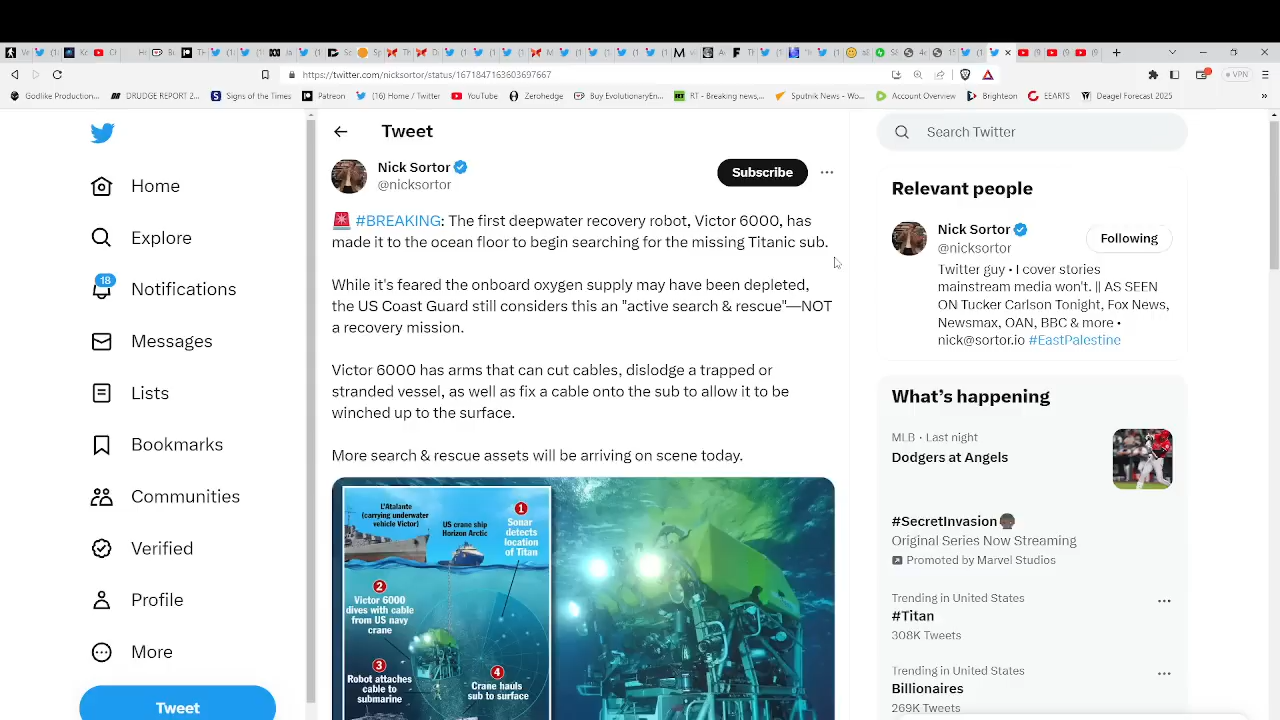 https://twitter.com/nicksortor/status/1671847163603697667
VPN
Godlike Production...
DRUDGE REPORT 2...
Signs of the Times
Patreon
(16) Home / Twitter
YouTube
Zerohedge
Buy EvolutionaryEn...
RT - Breaking news,...
Sputnik News - Wo...
Account Overview
Brighteon
EEARTS
Deagel Forecast 2025
Home
Explore
18
Notifications
Messages
Lists
Bookmarks
Communities
Verified
Profile
More
Tweet
Tweet
Nick Sortor
@nicksortor
Subscribe
🚨 #BREAKING: The first deepwater recovery robot, Victor 6000, has
made it to the ocean floor to begin searching for the missing Titanic sub.
While it's feared the onboard oxygen supply may have been depleted,
the US Coast Guard still considers this an "active search & rescue"—NOT
a recovery mission.
Victor 6000 has arms that can cut cables, dislodge a trapped or
stranded vessel, as well as fix a cable onto the sub to allow it to be
winched up to the surface.
More search & rescue assets will be arriving on scene today.
L'Atalante
(carrying underwater
vehicle Victor)
US crane ship
Horizon Arctic
1
Sonar
detects
location
of Titan
2
Victor 6000
dives with cable
from US navy
crane
3
Robot attaches
cable to
submarine
4
Crane hauls
sub to surface
Search Twitter
Relevant people
Nick Sortor
@nicksortor
Following
Twitter guy • I cover stories
mainstream media won't. || AS SEEN
ON Tucker Carlson Tonight, Fox News,
Newsmax, OAN, BBC & more •
nick@sortor.io #EastPalestine
What's happening
MLB · Last night
Dodgers at Angels
#SecretInvasion
Original Series Now Streaming
Promoted by Marvel Studios
Trending in United States
#Titan
308K Tweets
Trending in United States
Billionaires
269K Tweets